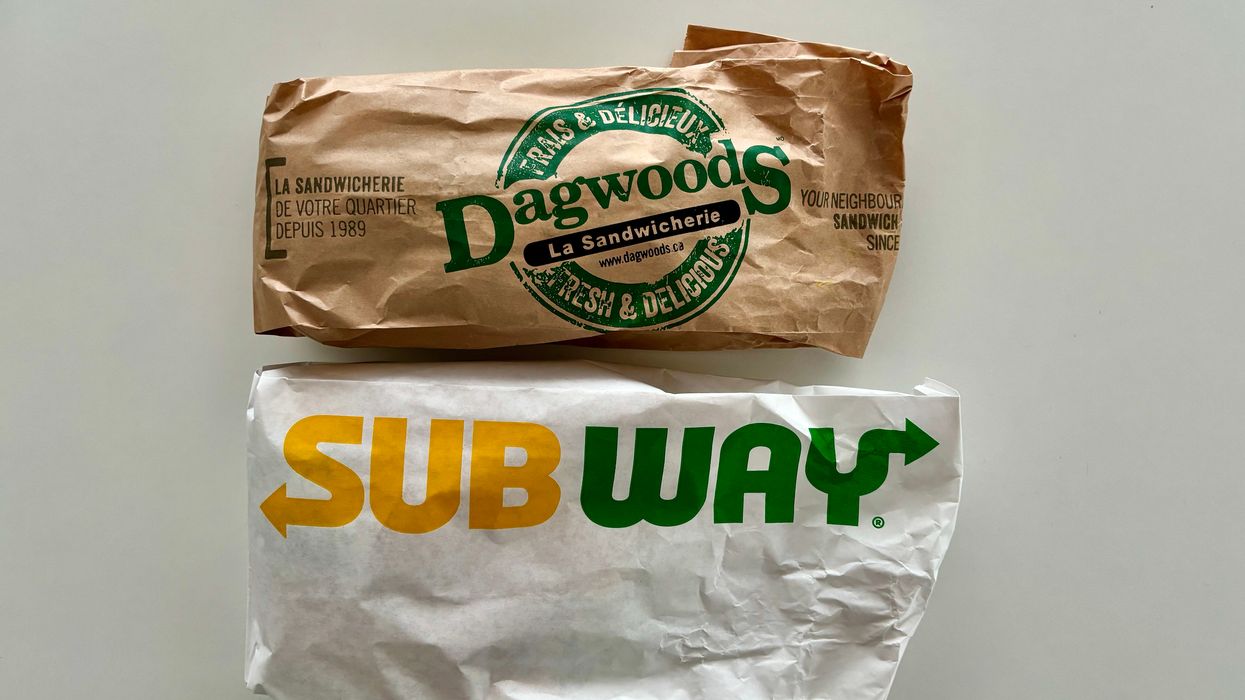 LA SANDWICHERIE
DE VOTRE QUARTIER
DEPUIS 1989
FRAIS & DÉLICIEUX
DagwoodS
La Sandwicherie
www.dagwoods.ca
FRESH & DELICIOUS
YOUR NEIGHBOUR
SANDWICH
SINCE
SUBWAY®